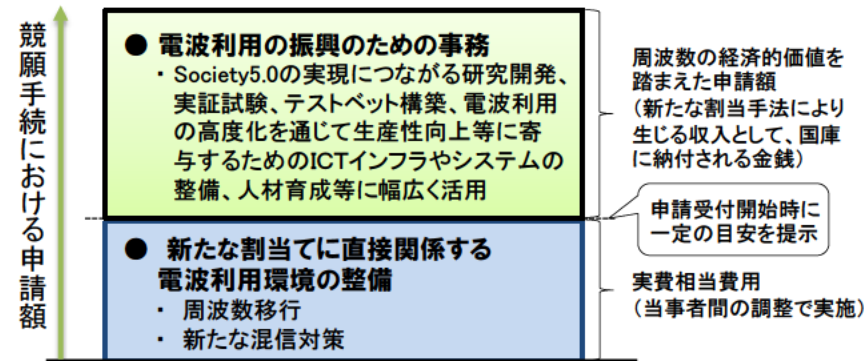 競願手続における申請額
● 電波利用の振興のための事務
・ Society5.0の実現につながる研究開発、
実証試験、テストベット構築、電波利用
の高度化を通じて生産性向上等に寄
与するためのICTインフラやシステムの
整備、人材育成等に幅広く活用
● 新たな割当てに直接関係する
電波利用環境の整備
・ 周波数移行
・ 新たな混信対策
周波数の経済的価値を
踏まえた申請額
(新たな割当手法により
生じる収入として、国庫
に納付される金銭)
申請受付開始時に
一定の目安を提示
実費相当費用
(当事者間の調整で実施)